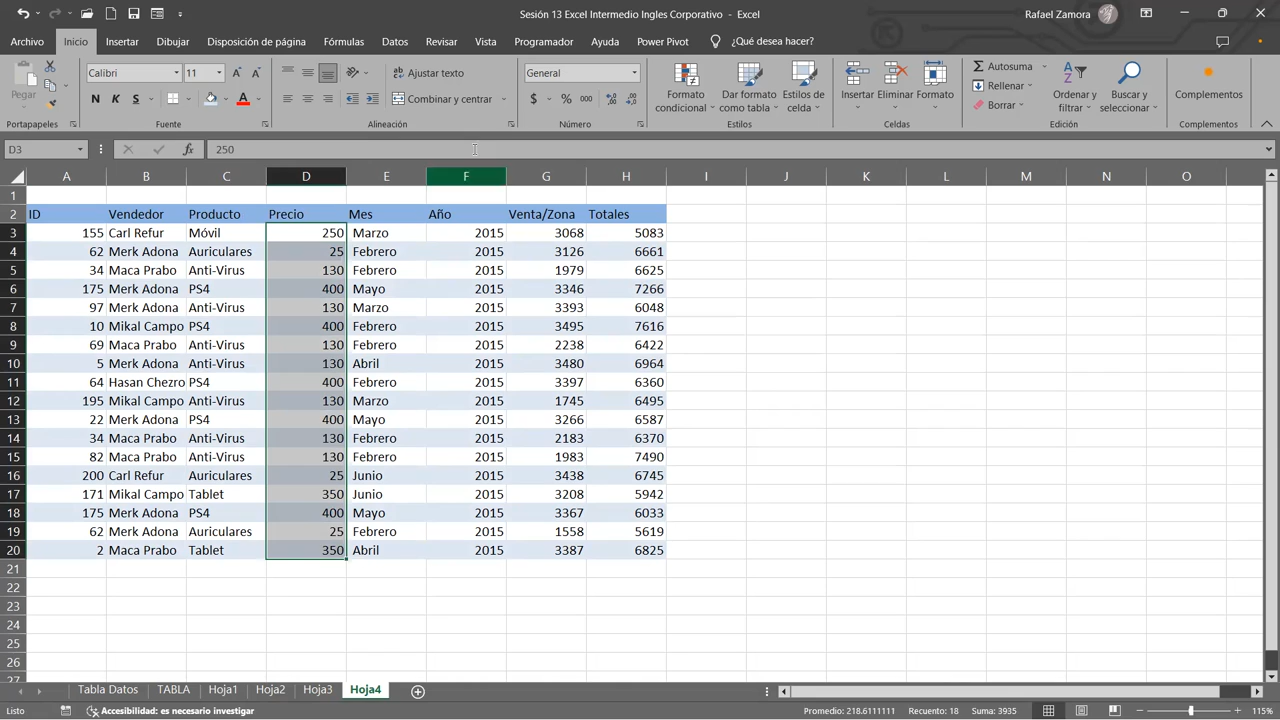 Sesión 13 Excel Intermedio Ingles Corporativo - Excel
Rafael Zamora
Archivo Inicio Insertar Dibujar Disposición de página Fórmulas Datos Revisar Vista Programador Ayuda Power Pivot ¿Qué desea hacer?
Pegar
Calibri 11
N K S A
Ajustar texto
Combinar y centrar
General
$ % 000
Formato condicional
Dar formato como tabla
Estilos de celda
Insertar Eliminar Formato
Autosuma
Rellenar
Borrar
Ordenar y filtrar
Buscar y seleccionar
Complementos
Portapapeles Fuente Alineación Número Estilos Celdas Edición Complementos
D3 fx 250
A B C D E F G H I J K L M N O
1
2 ID Vendedor Producto Precio Mes Año Venta/Zona Totales
3 155 Carl Refur Móvil 250 Marzo 2015 3068 5083
4 62 Merk Adona Auriculares 25 Febrero 2015 3126 6661
5 34 Maca Prabo Anti-Virus 130 Febrero 2015 1979 6625
6 175 Merk Adona PS4 400 Mayo 2015 3346 7266
7 97 Merk Adona Anti-Virus 130 Marzo 2015 3393 6048
8 10 Mikal Campo PS4 400 Febrero 2015 3495 7616
9 69 Maca Prabo Anti-Virus 130 Febrero 2015 2238 6422
10 5 Merk Adona Anti-Virus 130 Abril 2015 3480 6964
11 64 Hasan Chezro PS4 400 Febrero 2015 3397 6360
12 195 Mikal Campo Anti-Virus 130 Marzo 2015 1745 6495
13 22 Merk Adona PS4 400 Mayo 2015 3266 6587
14 34 Maca Prabo Anti-Virus 130 Febrero 2015 2183 6370
15 82 Maca Prabo Anti-Virus 130 Febrero 2015 1983 7490
16 200 Carl Refur Auriculares 25 Junio 2015 3438 6745
17 171 Mikal Campo Tablet 350 Junio 2015 3208 5942
18 175 Merk Adona PS4 400 Mayo 2015 3367 6033
19 62 Merk Adona Auriculares 25 Febrero 2015 1558 5619
20 2 Maca Prabo Tablet 350 Abril 2015 3387 6825
21
22
23
24
25
26
27
Tabla Datos TABLA Hoja1 Hoja2 Hoja3 Hoja4
Listo Accesibilidad: es necesario investigar Promedio: 218.6111111 Recuento: 18 Suma: 3935 115%